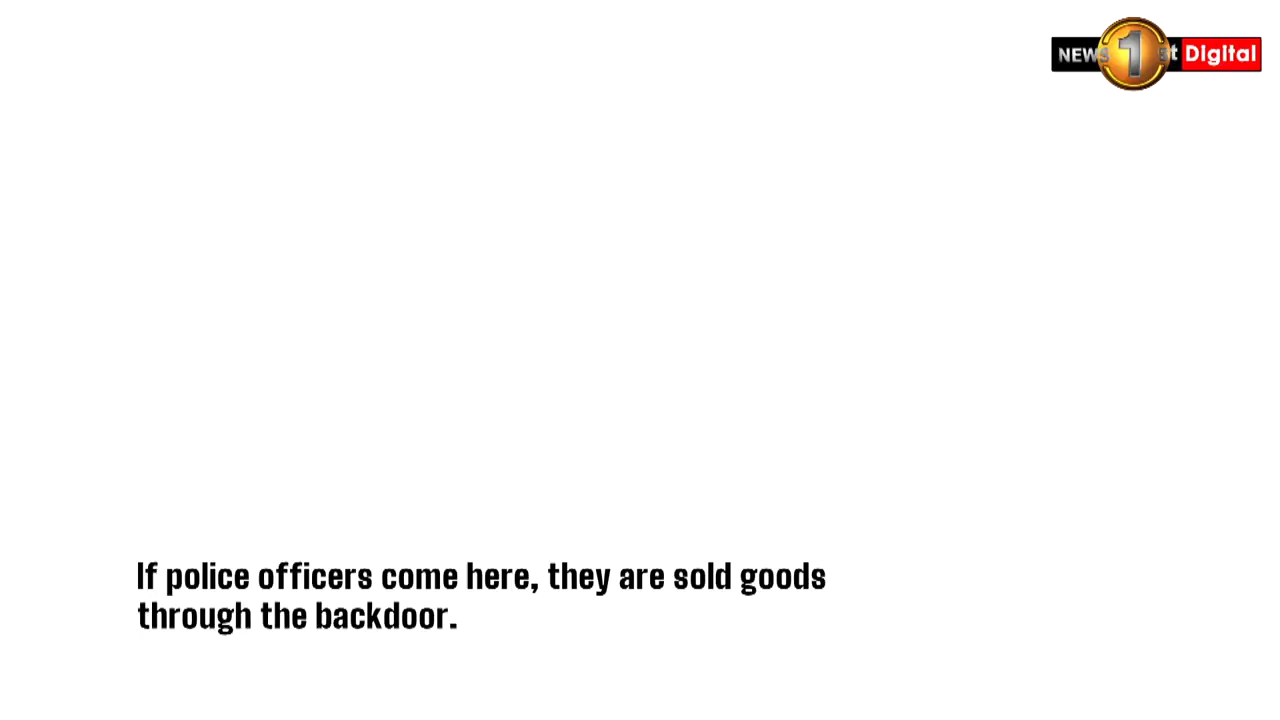 NEWS 1st Digital
If police officers come here, they are sold goods
through the backdoor.